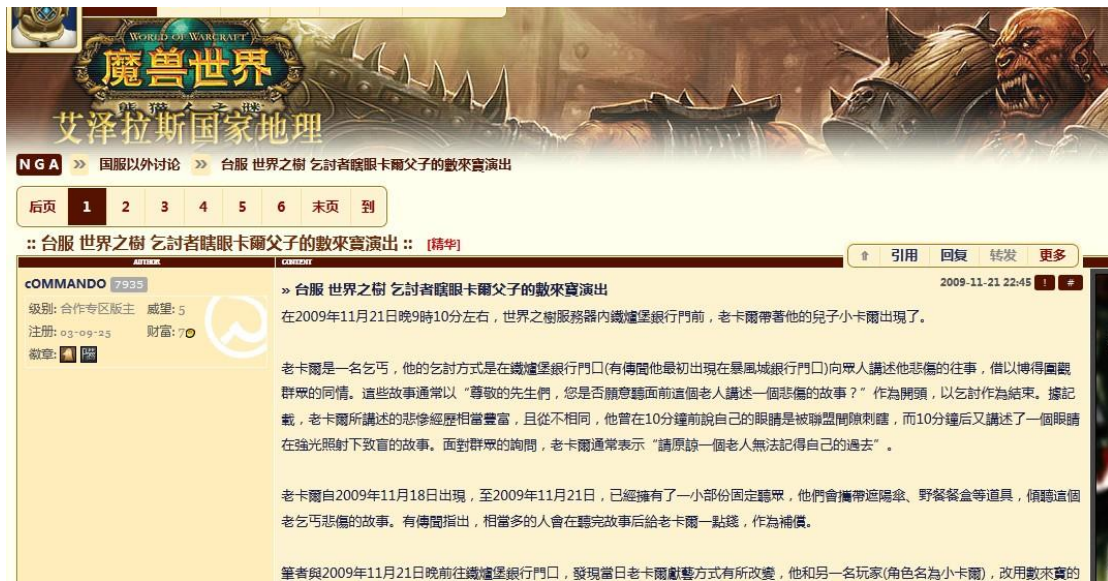 WORLD OF WARCRAFT
魔兽世界
熊猫人之谜
艾泽拉斯国家地理
NGA » 国服以外讨论 » 台服 世界之樹 乞討者瞎眼卡爾父子的數來寶演出
后页 1 2 3 4 5 6 末页 到
:: 台服 世界之樹 乞討者瞎眼卡爾父子的數來寶演出 :: [精华]
↑ 引用 回复 转发 更多
AUTHOR CONTENT
cOMMANDO 7935
级别: 合作专区版主 威望: 5
注册: 03-09-25 财富: 7
徽章:
2009-11-21 22:45 ! #
» 台服 世界之樹 乞討者瞎眼卡爾父子的數來寶演出
在2009年11月21日晚9時10分左右，世界之樹服務器內鐵爐堡銀行門前，老卡爾帶著他的兒子小卡爾出現了。
老卡爾是一名乞丐，他的乞討方式是在鐵爐堡銀行門口(有傳聞他最初出現在暴風城銀行門口)向眾人講述他悲傷的往事，借以博得圍觀
群眾的同情。這些故事通常以“尊敬的先生們，您是否願意聽面前這個老人講述一個悲傷的故事？”作為開頭，以乞討作為結束。據記
載，老卡爾所講述的悲慘經歷相當豐富，且從不相同，他曾在10分鐘前說自己的眼睛是被聯盟間隙刺瞎，而10分鐘后又講述了一個眼睛
在強光照射下致盲的故事。面對群眾的詢問，老卡爾通常表示“請原諒一個老人無法記得自己的過去”。
老卡爾自2009年11月18日出現，至2009年11月21日，已經擁有了一小部份固定聽眾，他們會攜帶遮陽傘、野餐餐盒等道具，傾聽這個
老乞丐悲傷的故事。有傳聞指出，相當多的人會在聽完故事后給老卡爾一點錢，作為補償。
筆者與2009年11月21日晚前往鐵爐堡銀行門口，發現當日老卡爾獻藝方式有所改變，他和另一名玩家(角色名為小卡爾)，改用數來寶的